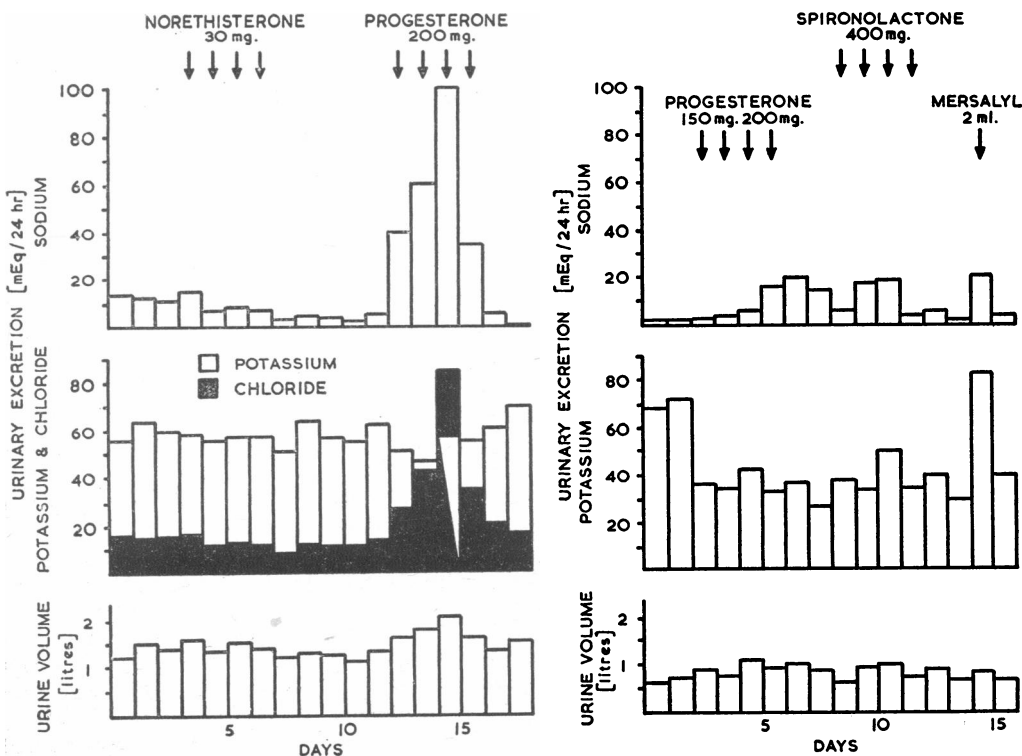 NORETHISTERONE
30 mg.
PROGESTERONE
200 mg.
100
80
60
40
20
URINARY EXCRETION [mEq/24 hr]
SODIUM
POTASSIUM & CHLORIDE
POTASSIUM
CHLORIDE
80
60
40
20
URINE VOLUME
[litres]
2
1
5
10
15
DAYS
SPIRONOLACTONE
400 mg.
PROGESTERONE
150 mg. 200 mg.
MERSALYL
2 ml.
100
80
60
40
20
URINARY EXCRETION [mEq/24 hr]
SODIUM
POTASSIUM
80
60
40
20
URINE VOLUME
[litres]
2
1
5
10
15
DAYS